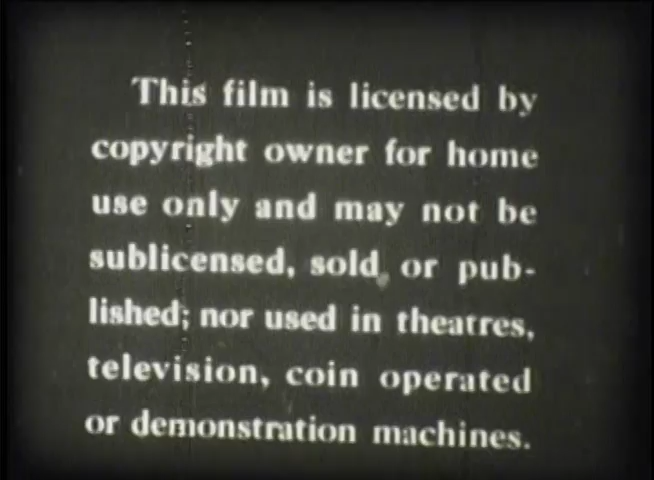 This film is licensed by
copyright owner for home
use only and may not be
sublicensed, sold, or pub-
lished; nor used in theatres,
television, coin operated
or demonstration machines.